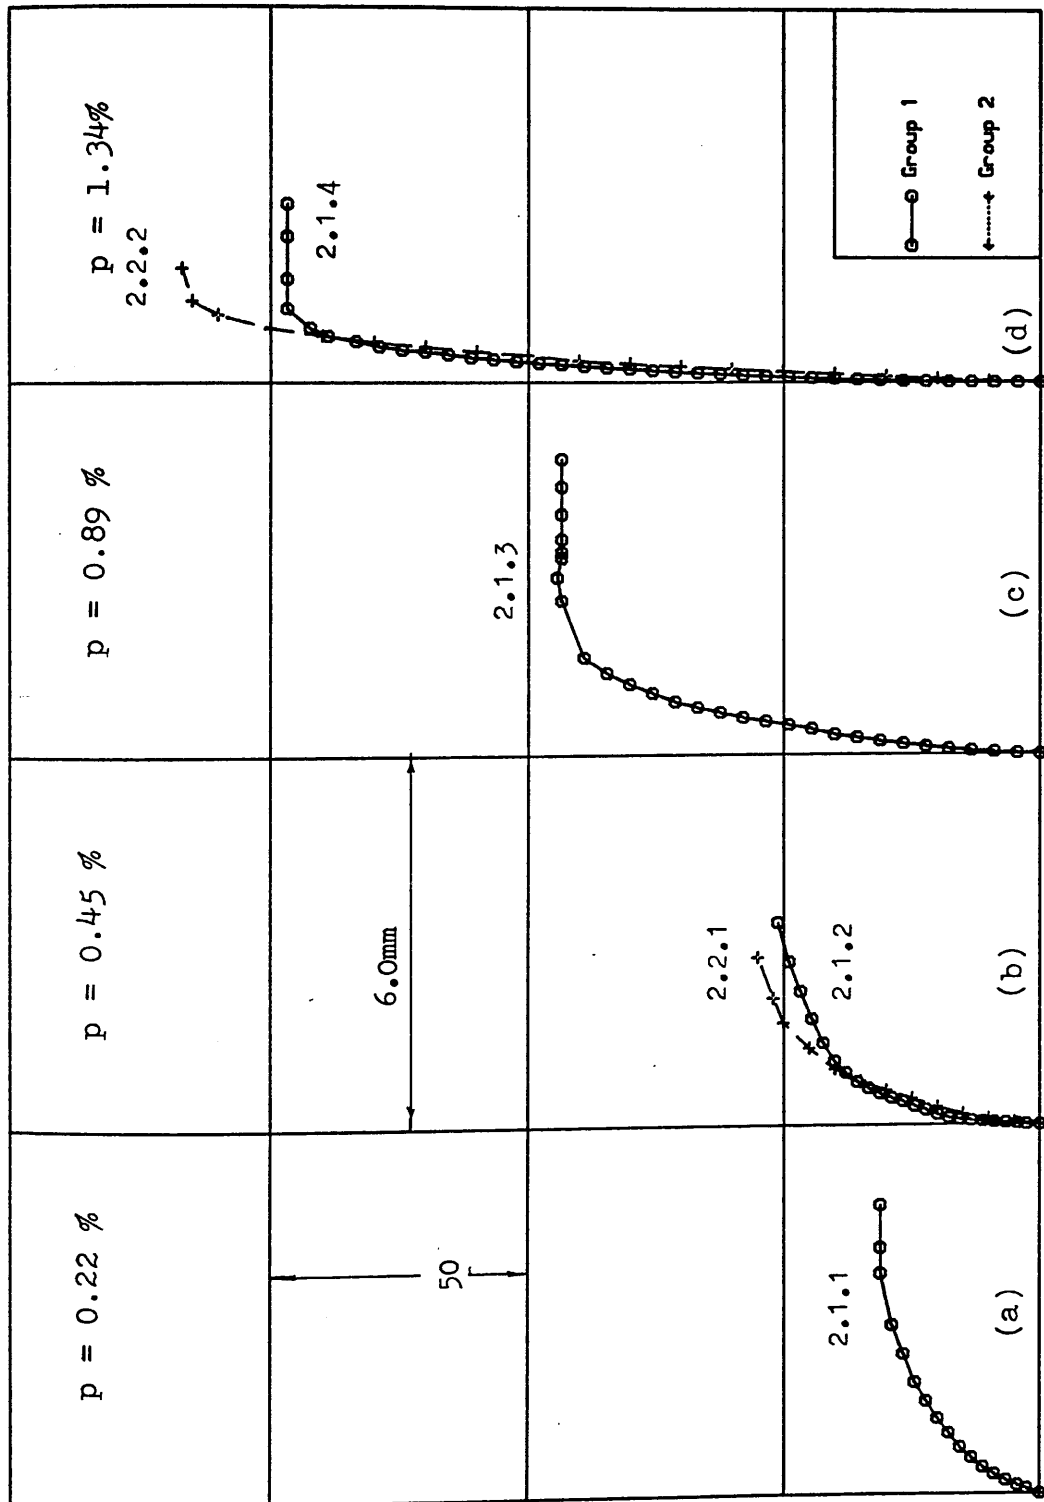 p = 0.22 %
p = 0.45 %
p = 0.89 %
p = 1.34%
2.2.2
2.1.4
2.1.3
6.0mm
50
2.2.1
2.1.2
2.1.1
Group 1
Group 2
(a)
(b)
(c)
(d)